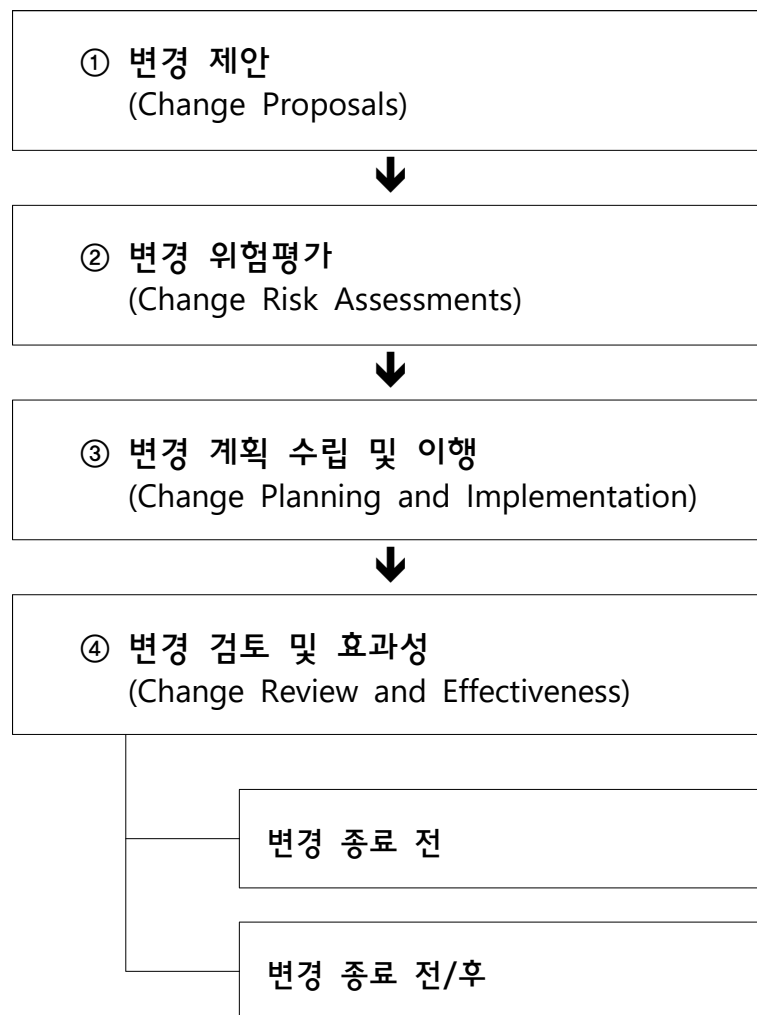 ① 변경 제안
(Change Proposals)
② 변경 위험평가
(Change Risk Assessments)
③ 변경 계획 수립 및 이행
(Change Planning and Implementation)
④ 변경 검토 및 효과성
(Change Review and Effectiveness)
변경 종료 전
변경 종료 전/후